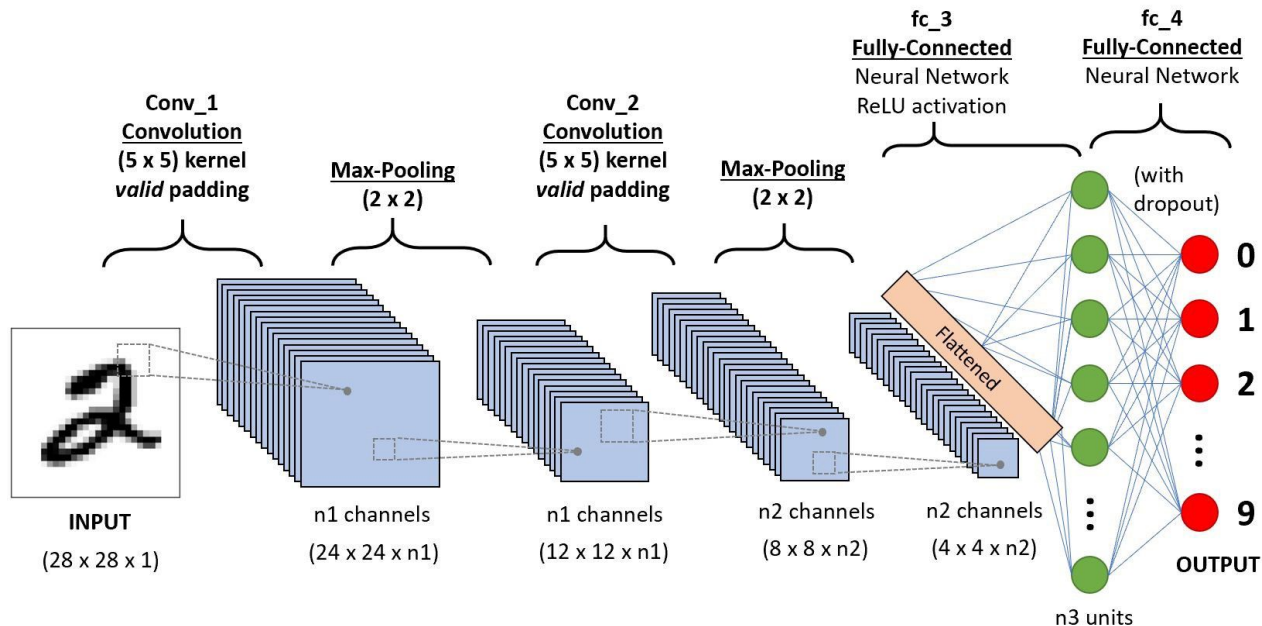 Conv_1
Convolution
(5 x 5) kernel
valid padding
Max-Pooling
(2 x 2)
Conv_2
Convolution
(5 x 5) kernel
valid padding
Max-Pooling
(2 x 2)
fc_3
Fully-Connected
Neural Network
ReLU activation
fc_4
Fully-Connected
Neural Network
(with
dropout)
Flattened
0
1
2
9
OUTPUT
INPUT
(28 x 28 x 1)
n1 channels
(24 x 24 x n1)
n1 channels
(12 x 12 x n1)
n2 channels
(8 x 8 x n2)
n2 channels
(4 x 4 x n2)
n3 units
2